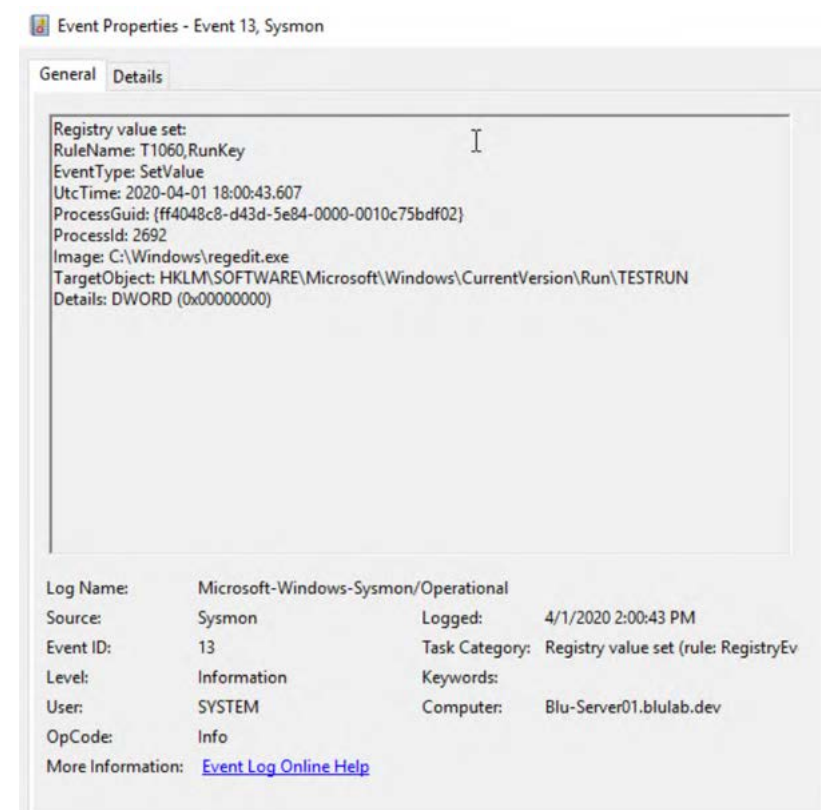 Event Properties - Event 13, Sysmon
General Details
Registry value set:
RuleName: T1060,RunKey
EventType: SetValue
UtcTime: 2020-04-01 18:00:43.607
ProcessGuid: {ff4048c8-d43d-5e84-0000-0010c75bdf02}
ProcessId: 2692
Image: C:\Windows\regedit.exe
TargetObject: HKLM\SOFTWARE\Microsoft\Windows\CurrentVersion\Run\TESTRUN
Details: DWORD (0x00000000)
Log Name: Microsoft-Windows-Sysmon/Operational
Source: Sysmon Logged: 4/1/2020 2:00:43 PM
Event ID: 13 Task Category: Registry value set (rule: RegistryEv
Level: Information Keywords:
User: SYSTEM Computer: Blu-Server01.blulab.dev
OpCode: Info
More Information: Event Log Online Help